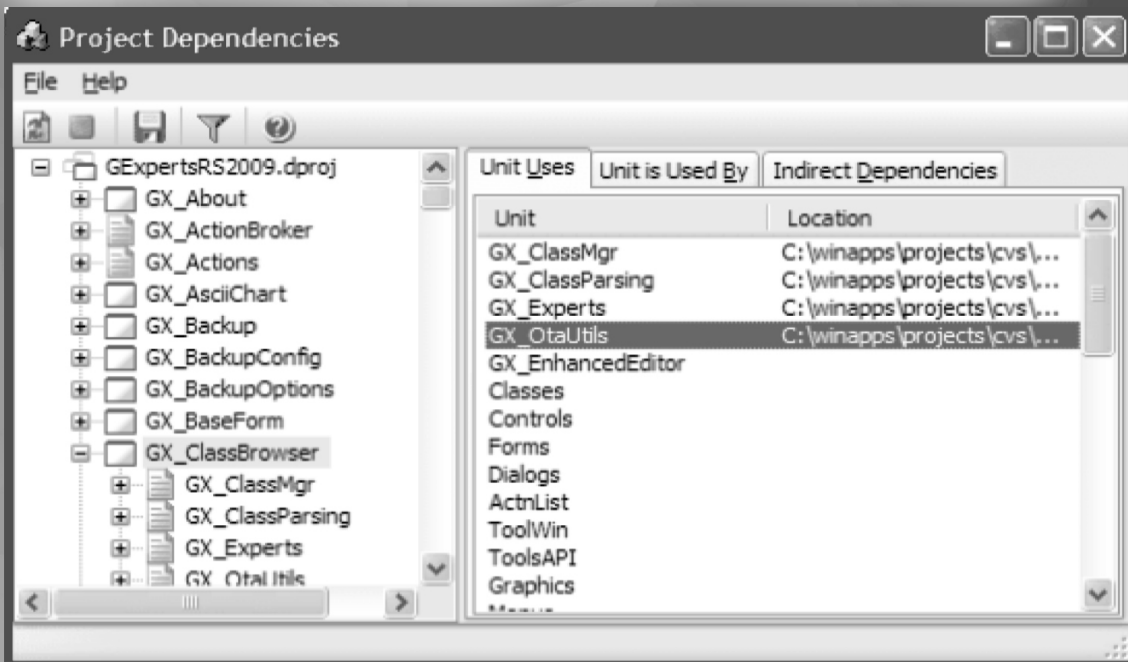 Project Dependencies
File Help
GExpertsRS2009.dproj
GX_About
GX_ActionBroker
GX_Actions
GX_AsciiChart
GX_Backup
GX_BackupConfig
GX_BackupOptions
GX_BaseForm
GX_ClassBrowser
GX_ClassMgr
GX_ClassParsing
GX_Experts
GX_OtaUtils
Unit Uses Unit is Used By Indirect Dependencies
Unit Location
GX_ClassMgr C:\winapps\projects\cvs\...
GX_ClassParsing C:\winapps\projects\cvs\...
GX_Experts C:\winapps\projects\cvs\...
GX_OtaUtils C:\winapps\projects\cvs\...
GX_EnhancedEditor
Classes
Controls
Forms
Dialogs
ActnList
ToolWin
ToolsAPI
Graphics